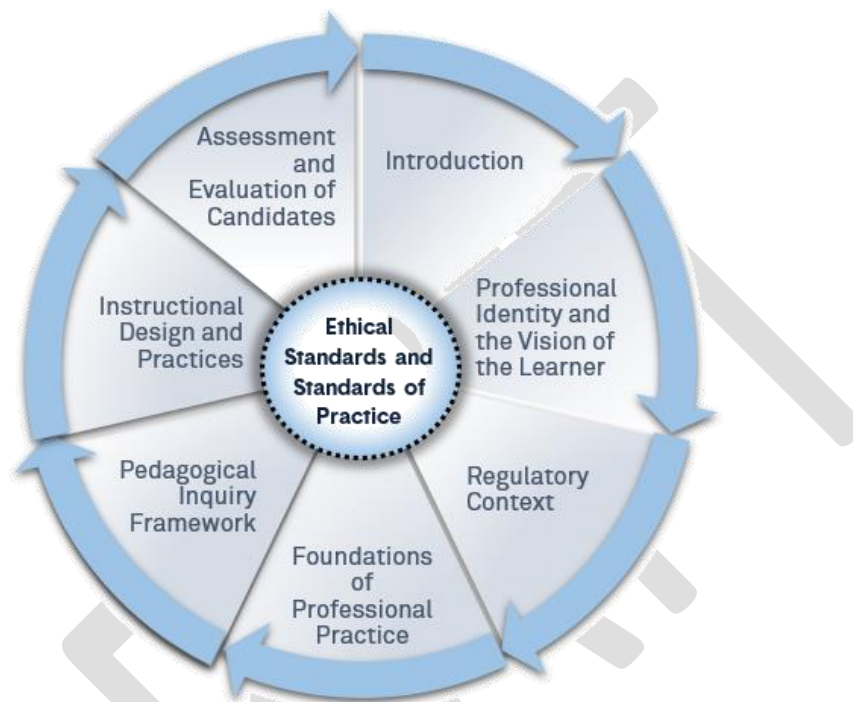 Introduction
Professional
Identity and
the Vision of
the Learner
Regulatory
Context
Foundations
of
Professional
Practice
Pedagogical
Inquiry
Framework
Instructional
Design and
Practices
Assessment
and
Evaluation of
Candidates
Ethical
Standards and
Standards of
Practice